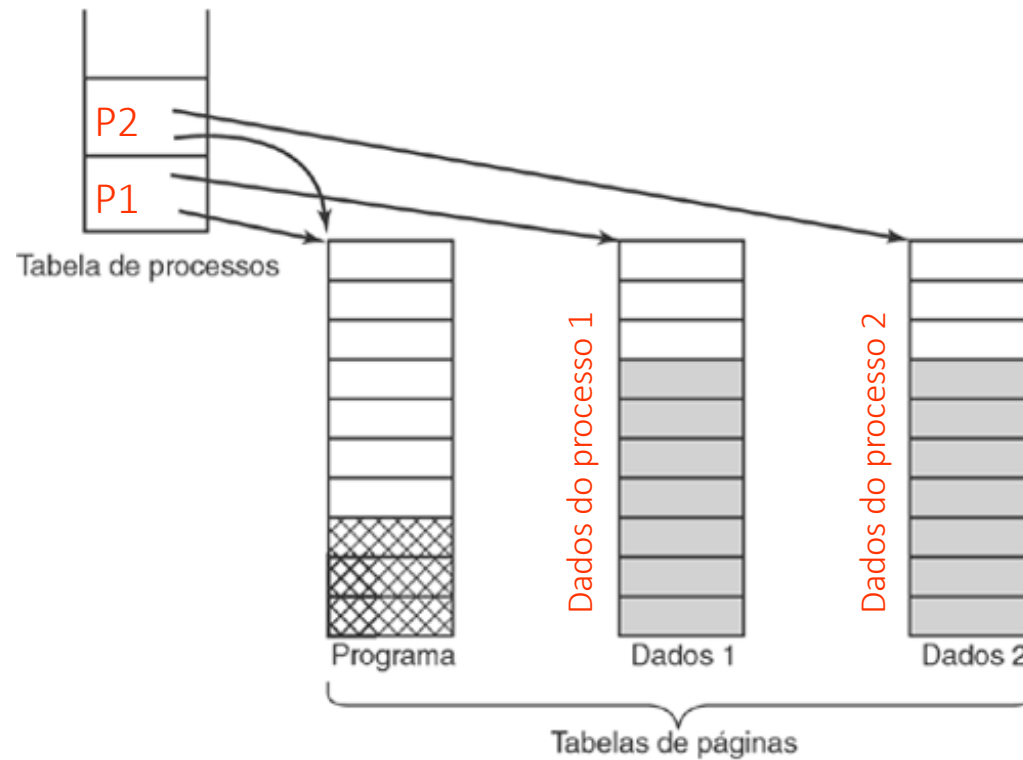 P2
P1
Tabela de processos
Dados do processo 1
Dados do processo 2
Programa
Dados 1
Dados 2
Tabelas de páginas